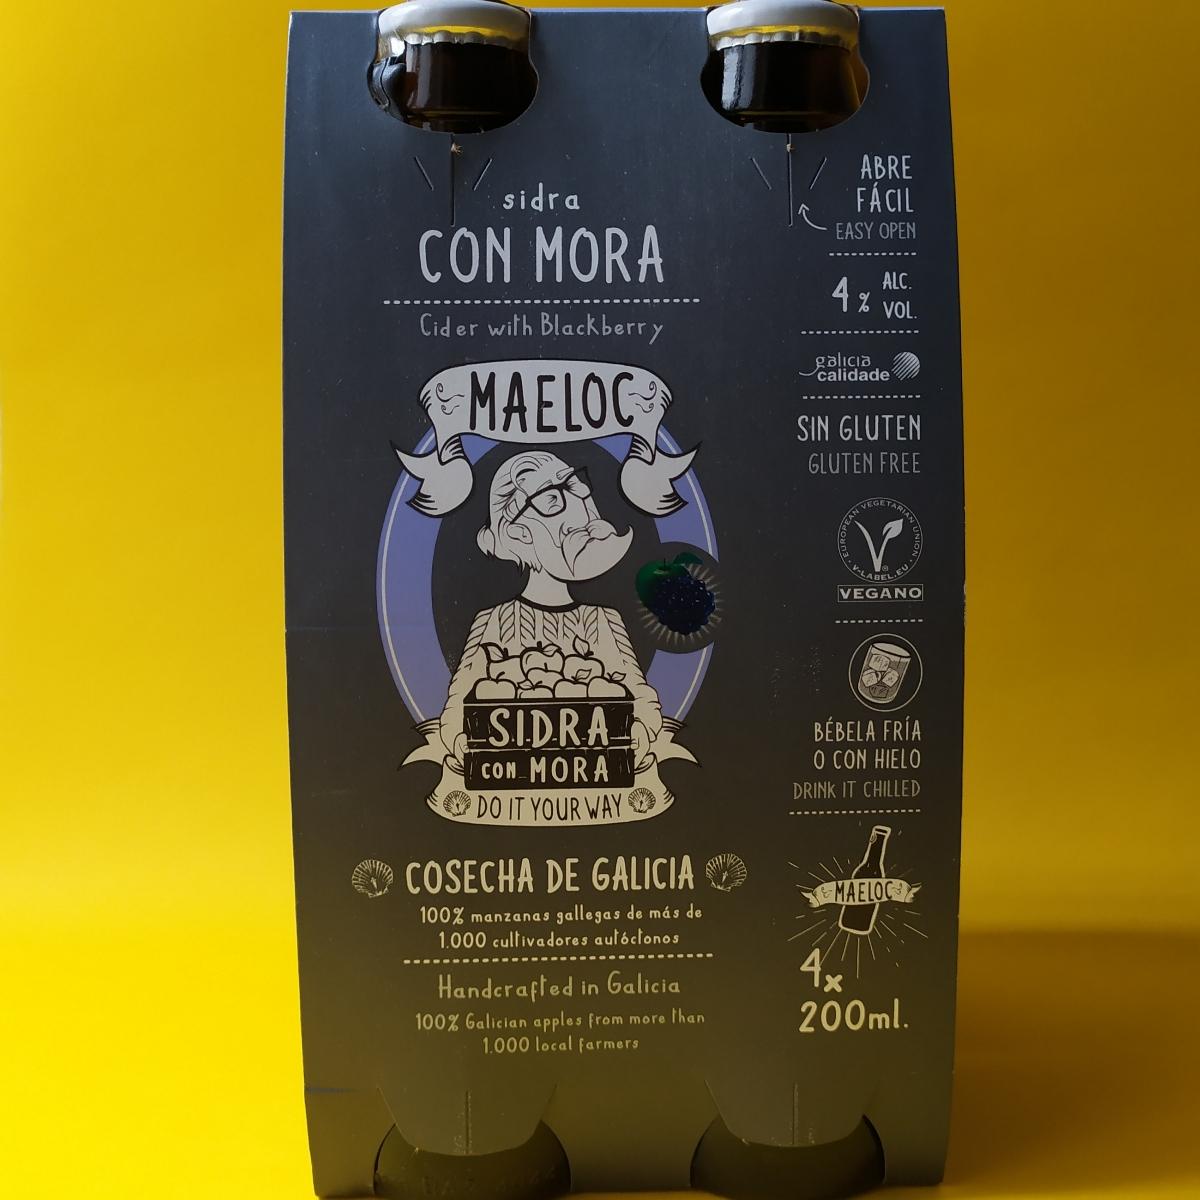 sidra
CON MORA
Cider with Blackberry
MAELOC
SIDRA
CON MORA
DO IT YOUR WAY
COSECHA DE GALICIA
100% manzanas gallegas de más de
1.000 cultivadores autóctonos
Handcrafted in Galicia
100% Galician apples from more than
1.000 local farmers
ABRE
FÁCIL
EASY OPEN
4% ALC.
VOL.
galicia
calidade
SIN GLUTEN
GLUTEN FREE
EUROPEAN VEGETARIAN UNION
V-LABEL.EU
VEGANO
BÉBELA FRÍA
O CON HIELO
DRINK IT CHILLED
MAELOC
4x
200ml.